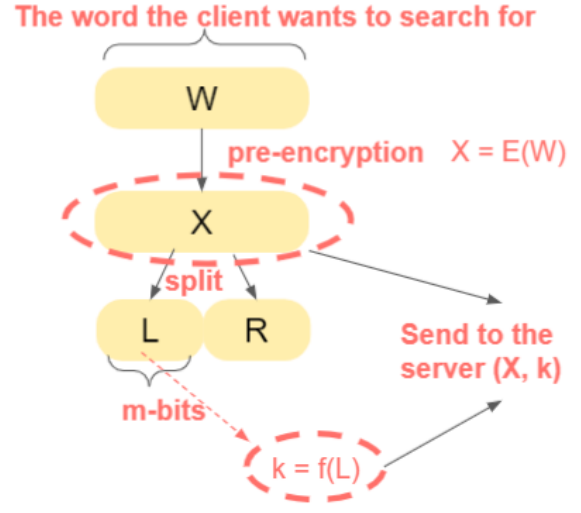 The word the client wants to search for
W
pre-encryption X = E(W)
X
split
L R
Send to the
server (X, k)
m-bits
k = f(L)